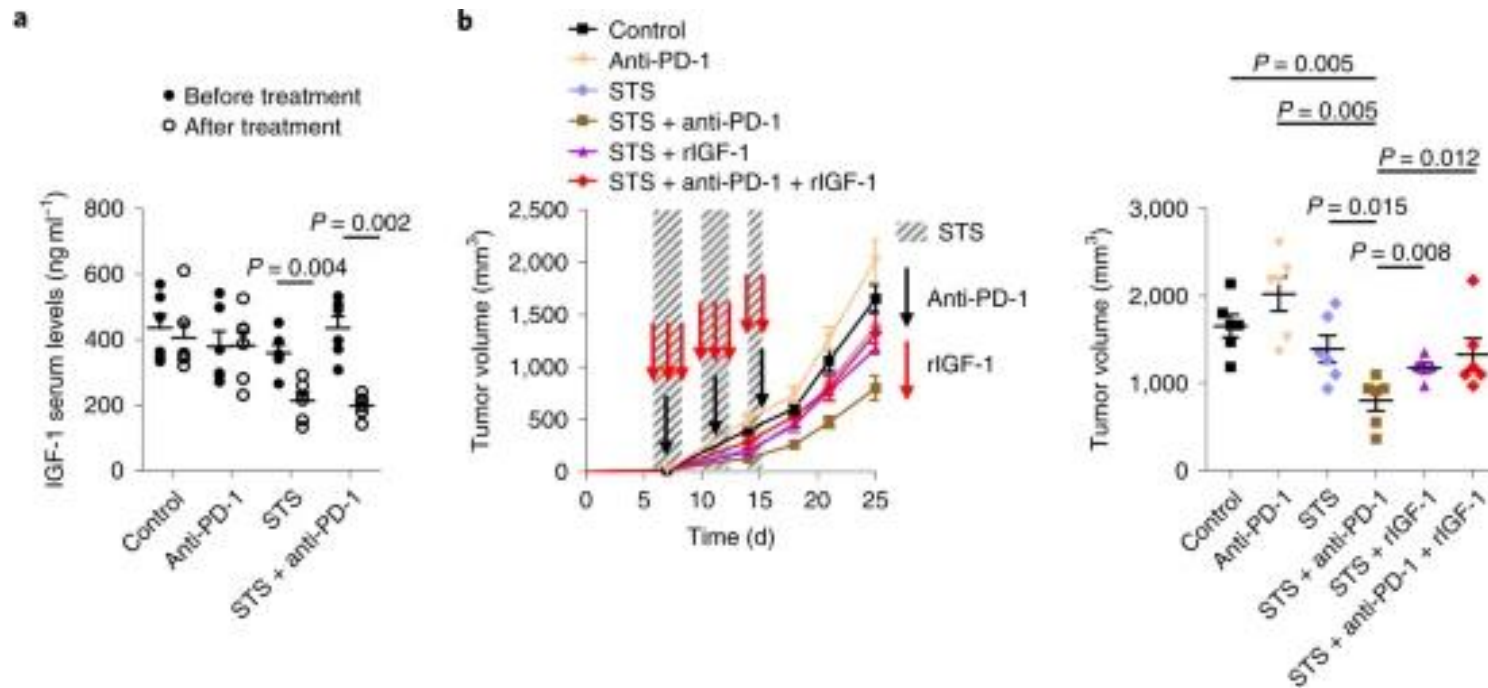 a
Before treatment
After treatment
IGF-1 serum levels (ng ml⁻¹)
800
600
400
200
0
P = 0.004
P = 0.002
Control
Anti-PD-1
STS
STS + anti-PD-1
b
Control
Anti-PD-1
STS
STS + anti-PD-1
STS + rIGF-1
STS + anti-PD-1 + rIGF-1
Tumor volume (mm³)
2,500
2,000
1,500
1,000
500
0
0 5 10 15 20 25
Time (d)
STS
Anti-PD-1
rIGF-1
P = 0.005
P = 0.005
P = 0.012
P = 0.015
P = 0.008
Tumor volume (mm³)
3,000
2,000
1,000
0
Control
Anti-PD-1
STS
STS + anti-PD-1
STS + rIGF-1
STS + anti-PD-1 + rIGF-1